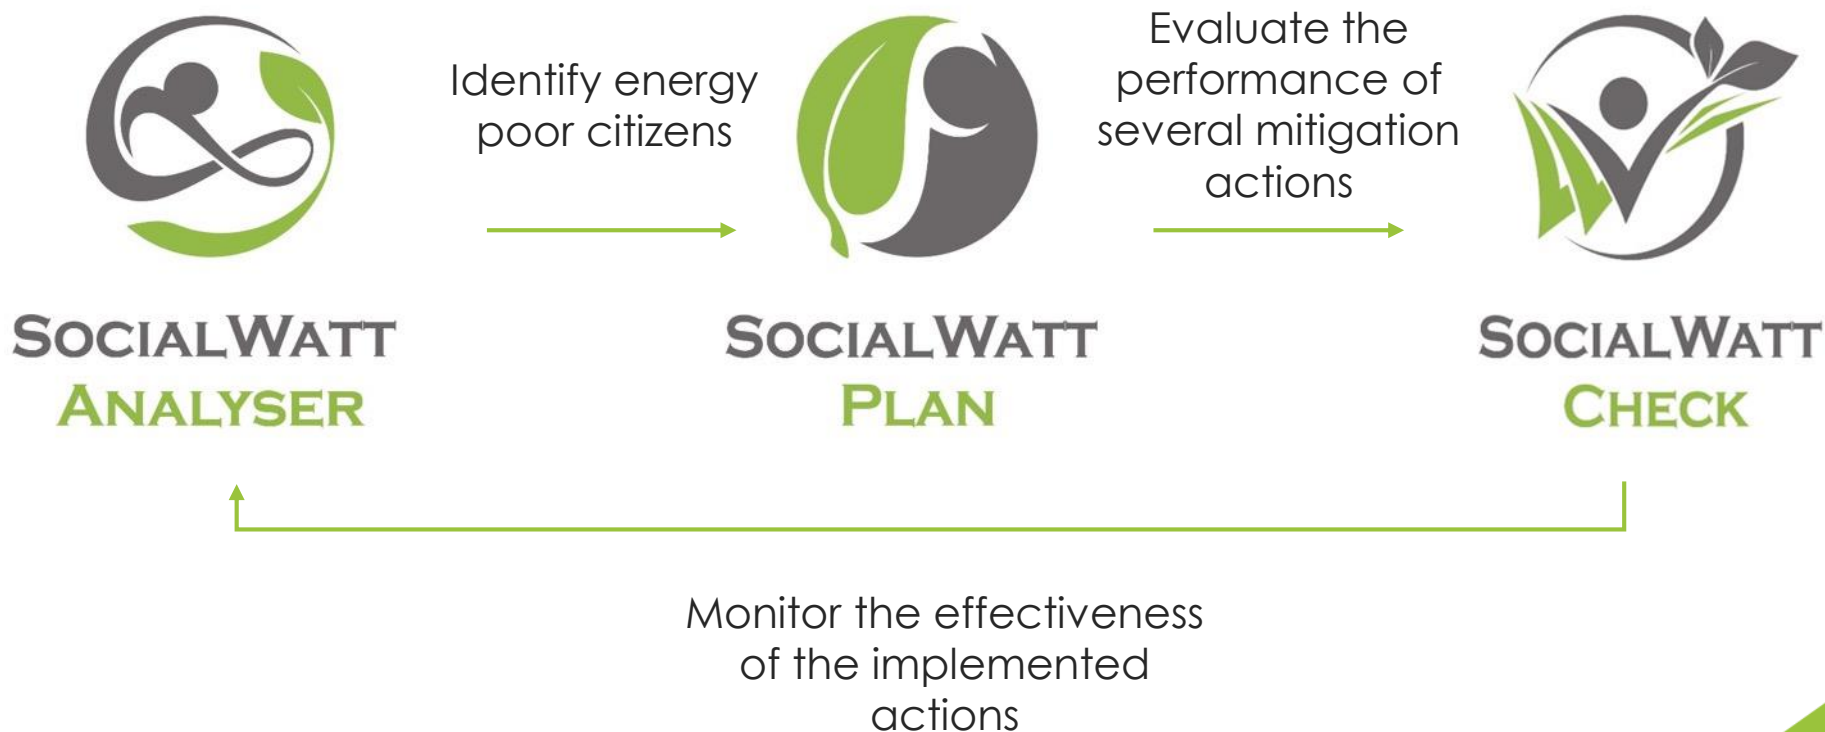 Identify energy
poor citizens
Evaluate the
performance of
several mitigation
actions
SOCIALWATT
ANALYSER
SOCIALWATT
PLAN
SOCIALWATT
CHECK
Monitor the effectiveness
of the implemented
actions